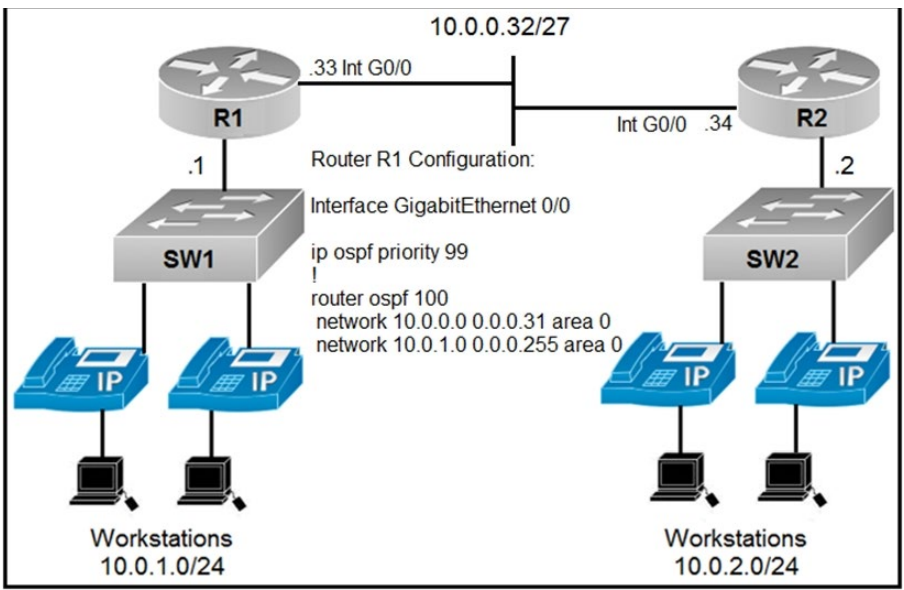 10.0.0.32/27
.33 Int G0/0
R1
Int G0/0 .34
R2
.1
Router R1 Configuration:
.2
Interface GigabitEthernet 0/0
SW1
ip ospf priority 99
SW2
!
router ospf 100
network 10.0.0.0 0.0.0.31 area 0
network 10.0.1.0 0.0.0.255 area 0
IP
IP
IP
IP
Workstations
10.0.1.0/24
Workstations
10.0.2.0/24